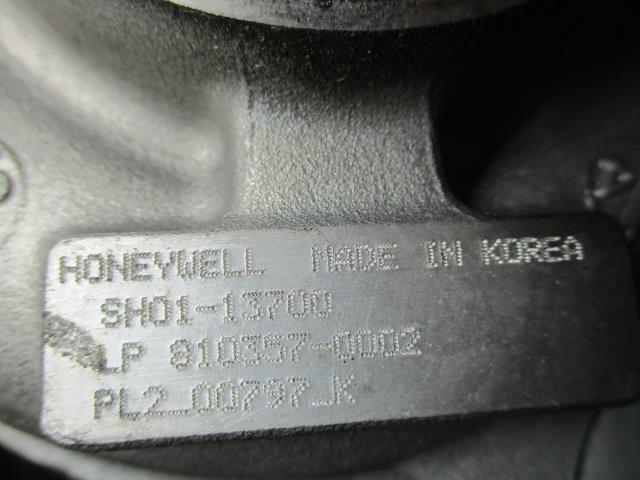 HONEYWELL MADE IN KOREA
SH01-13700
LP 810357-0002
PL2_00797_K